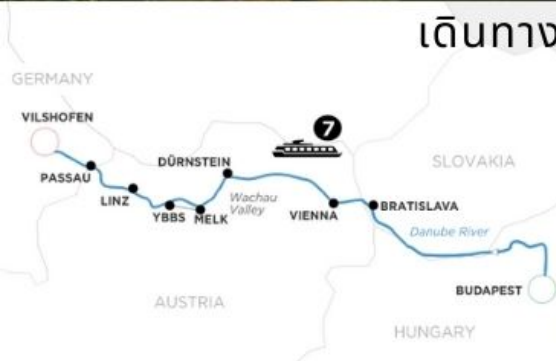 เดินทาง
GERMANY
VILSHOFEN
7
PASSAU
DÜRNSTEIN
SLOVAKIA
LINZ
YBBS
MELK
Wachau
Valley
VIENNA
BRATISLAVA
Danube River
BUDAPEST
AUSTRIA
HUNGARY